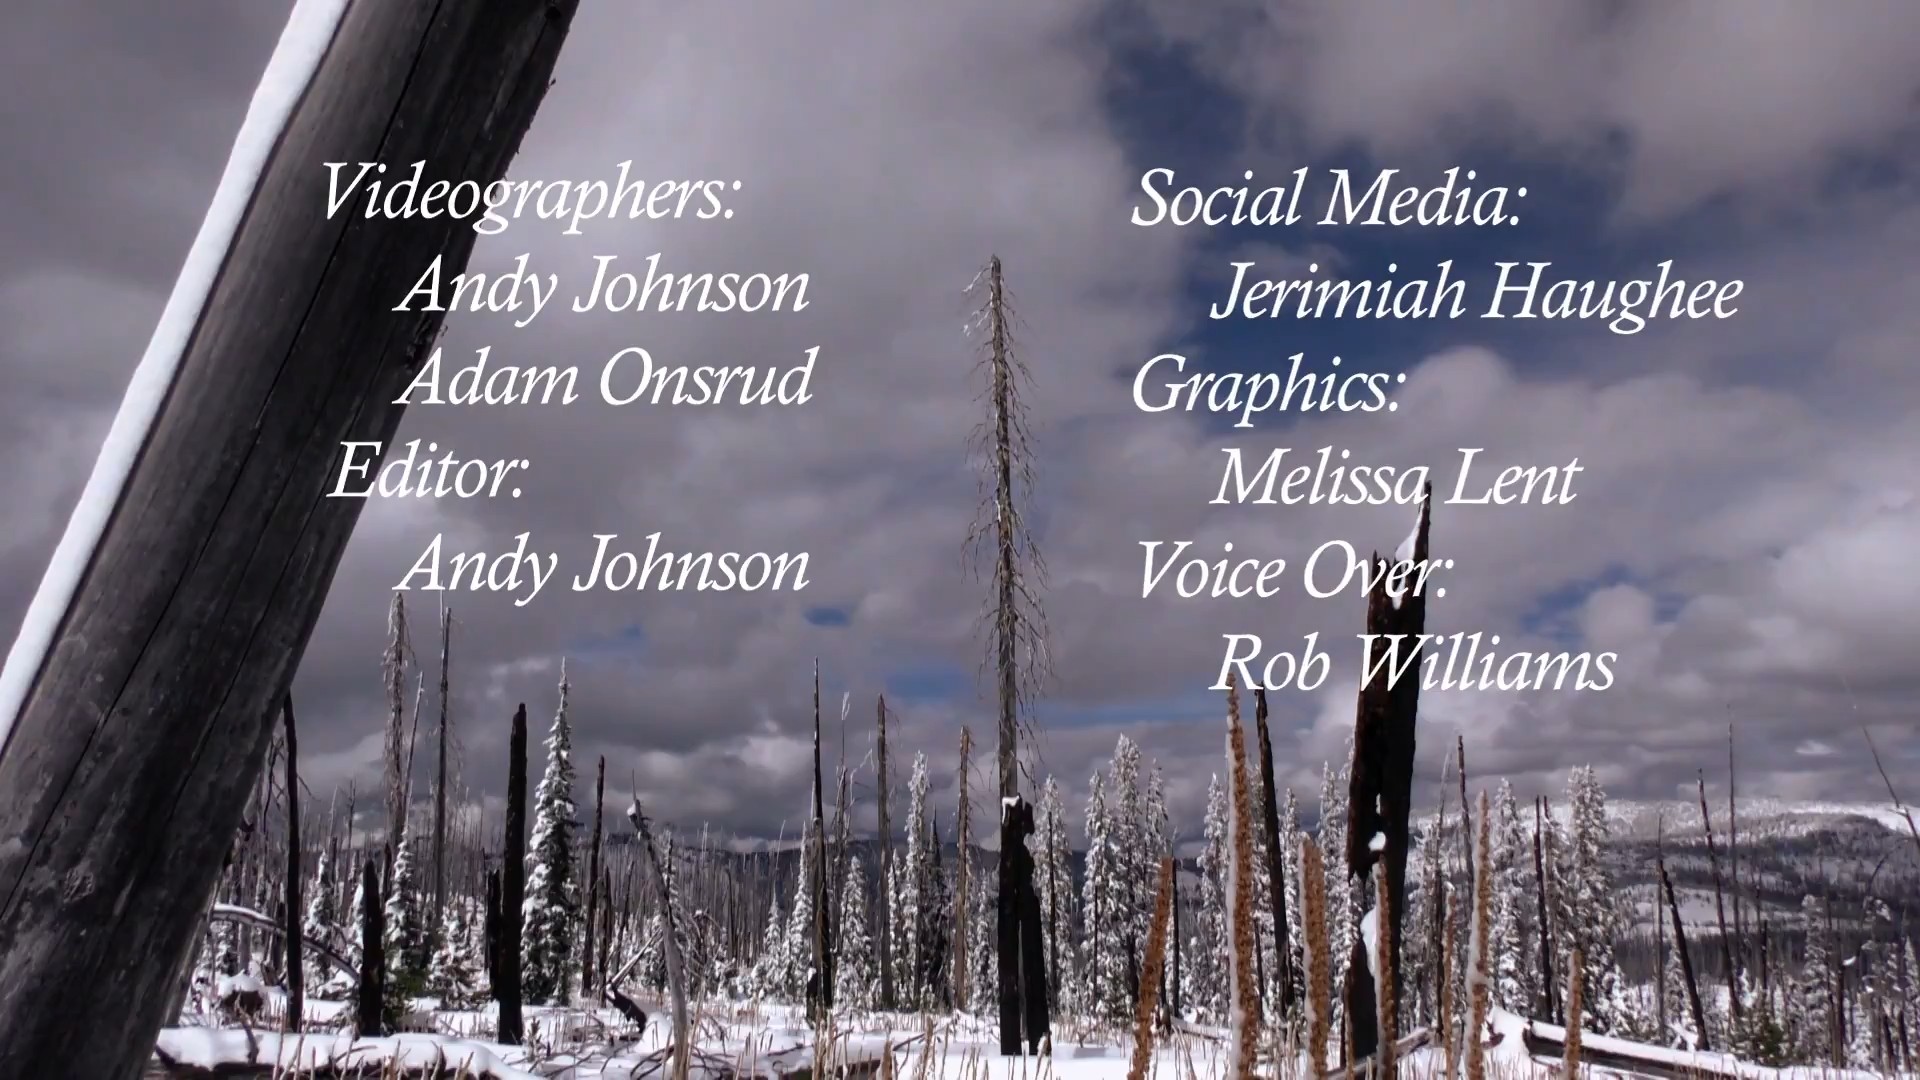 Videographers:
Andy Johnson
Adam Onsrud
Editor:
Andy Johnson
Social Media:
Jerimiah Haughee
Graphics:
Melissa Lent
Voice Over:
Rob Williams